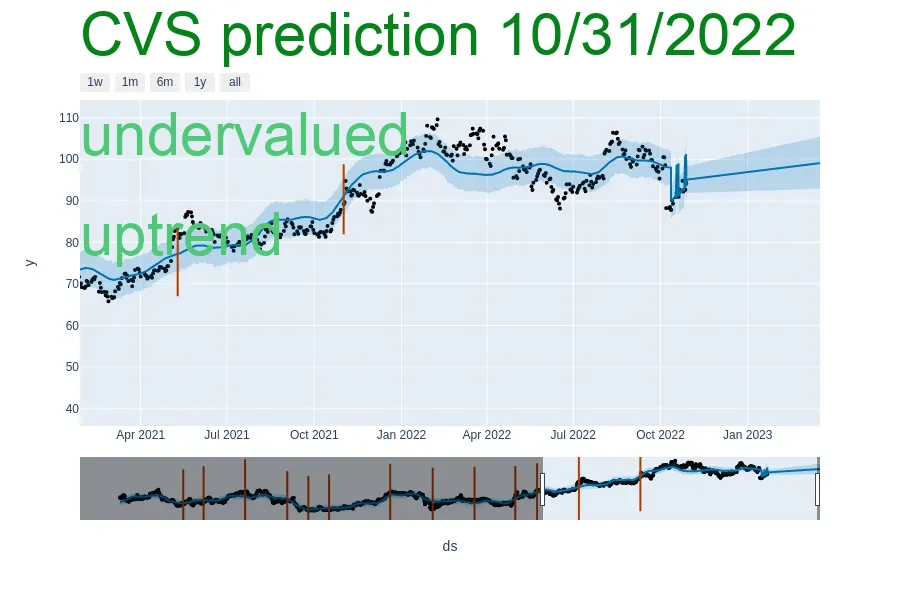 CVS prediction 10/31/2022
1w 1m 6m 1y all
110
undervalued
100
90
uptrend
80
70
y
60
50
40
Apr 2021 Jul 2021 Oct 2021 Jan 2022 Apr 2022 Jul 2022 Oct 2022 Jan 2023
ds